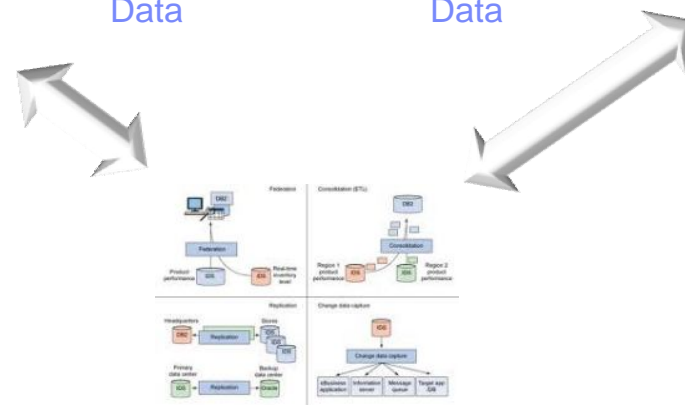 Data
Data
Federation
DB2
Federation
Product
performance
IDS
IDS
Real-time
inventory
level
Consolidation (ETL)
DB2
Consolidation
Region 1
product
performance
IDS
IDS
Region 2
product
performance
Replication
Headquarters
Stores
DB2
Replication
IDS
IDS
IDS
Primary
data center
Backup
data center
IDS
Replication
Oracle
Change data capture
IDS
Change data capture
eBusiness
application
Information
server
Message
queue
Target app
IDS